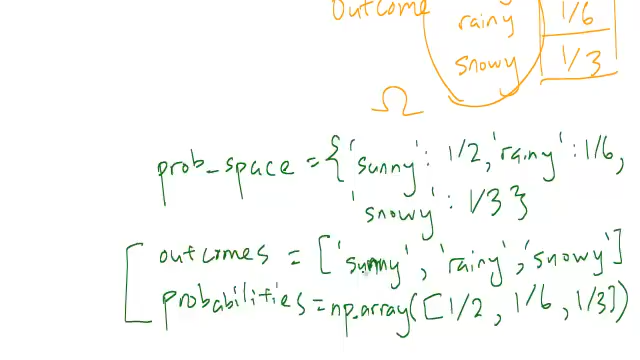 outcome rainy 1/6
snowy 1/3
Ω
prob_space = {'sunny': 1/2, 'rainy': 1/6,
'snowy': 1/3}
outcomes = ['sunny', 'rainy', 'snowy']
probabilities = np.array([1/2, 1/6, 1/3])